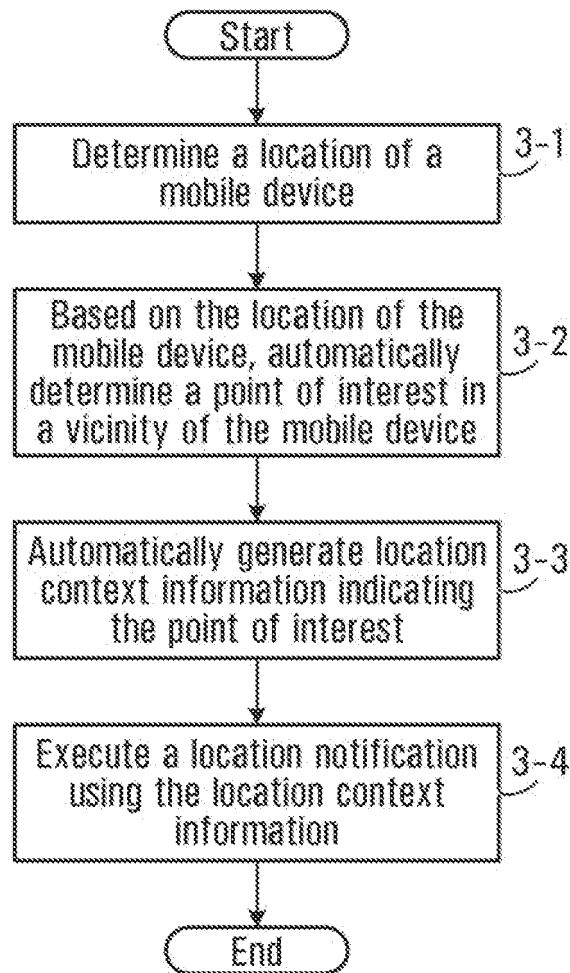 Start
Determine a location of a
mobile device
3-1
Based on the location of the
mobile device, automatically
determine a point of interest in
a vicinity of the mobile device
3-2
Automatically generate location
context information indicating
the point of interest
3-3
Execute a location notification
using the location context
information
3-4
End